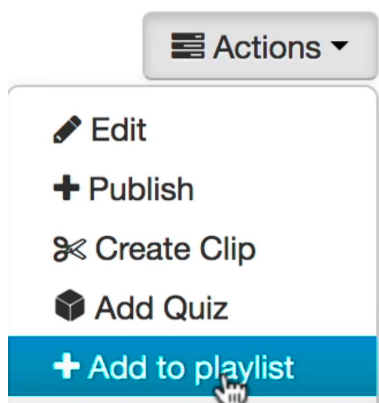 Actions
Edit
Publish
Create Clip
Add Quiz
Add to playlist